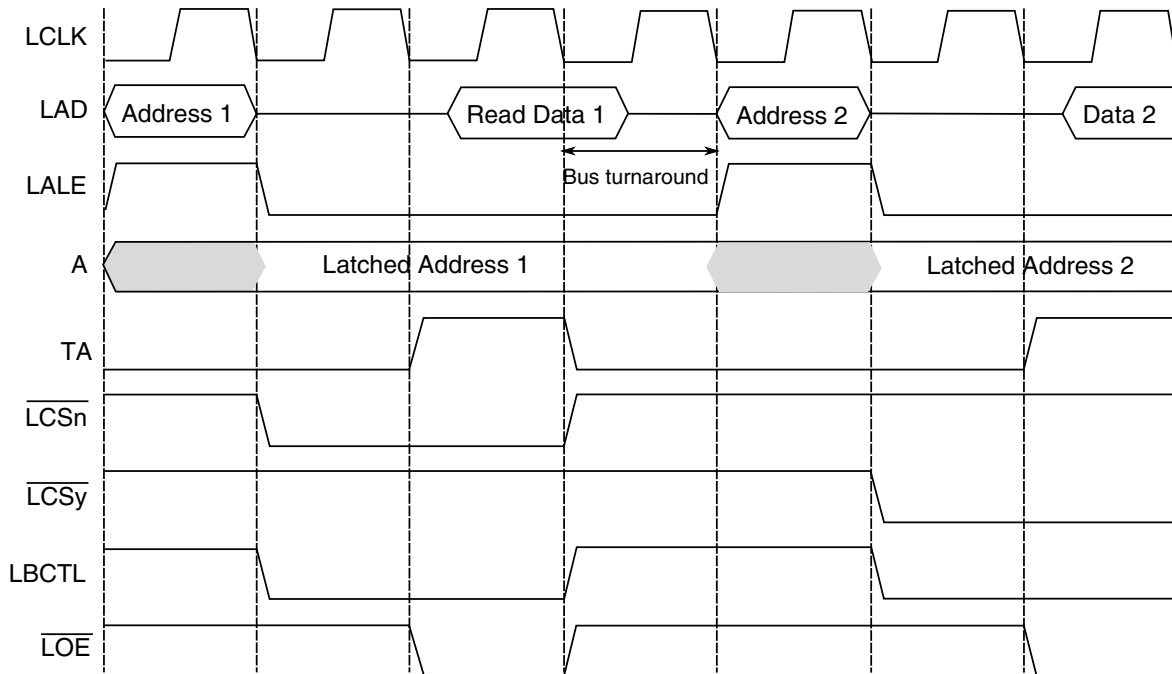 LCLK
LAD Address 1 Read Data 1 Address 2 Data 2
Bus turnaround
LALE
A Latched Address 1 Latched Address 2
TA
LCSn
LCSy
LBCTL
LOE